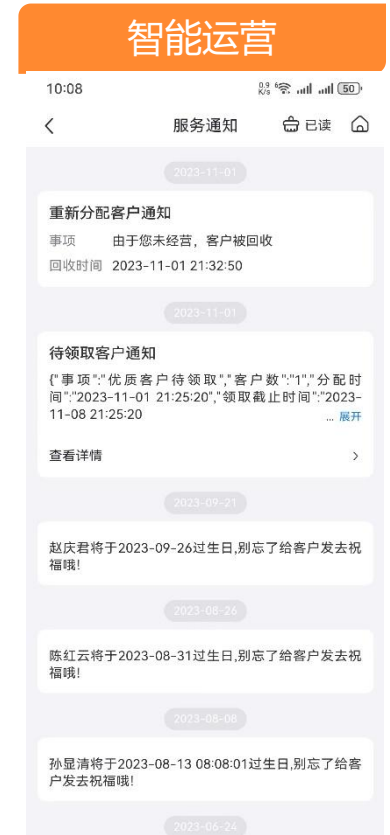 智能运营
10:08
0.9 K/s 6 50
服务通知 已读
2023-11-01
重新分配客户通知
事项 由于您未经营，客户被回收
回收时间 2023-11-01 21:32:50
2023-11-01
待领取客户通知
{"事项":"优质客户待领取","客户数":"1","分配时
间":"2023-11-01 21:25:20","领取截止时间":"2023-
11-08 21:25:20 ... 展开
查看详情
2023-09-21
赵庆君将于2023-09-26过生日,别忘了给客户发去祝
福哦!
2023-08-26
陈红云将于2023-08-31过生日,别忘了给客户发去祝
福哦!
2023-08-08
孙显清将于2023-08-13 08:08:01过生日,别忘了给客
户发去祝福哦!
2023-06-24